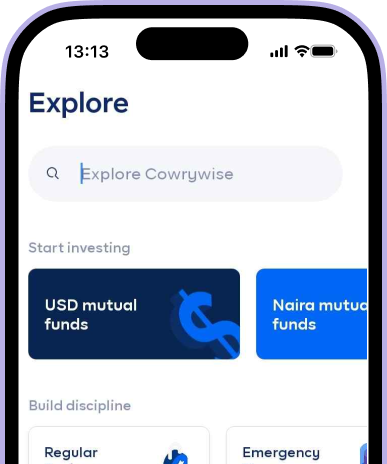 13:13
Explore
Explore Cowrywise
Start investing
USD mutual
funds
Naira mutua
funds
Build discipline
Regular
Emergency